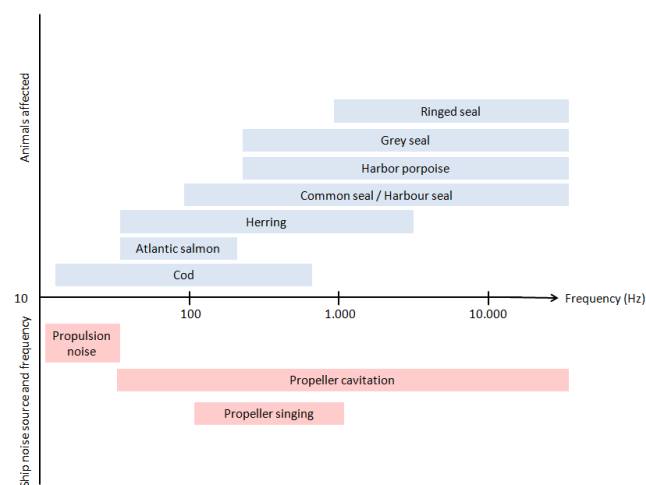 Animals affected
Ringed seal
Grey seal
Harbor porpoise
Common seal / Harbour seal
Herring
Atlantic salmon
Cod
10
Frequency (Hz)
100
1.000
10.000
Ship noise source and frequency
Propulsion
noise
Propeller cavitation
Propeller singing